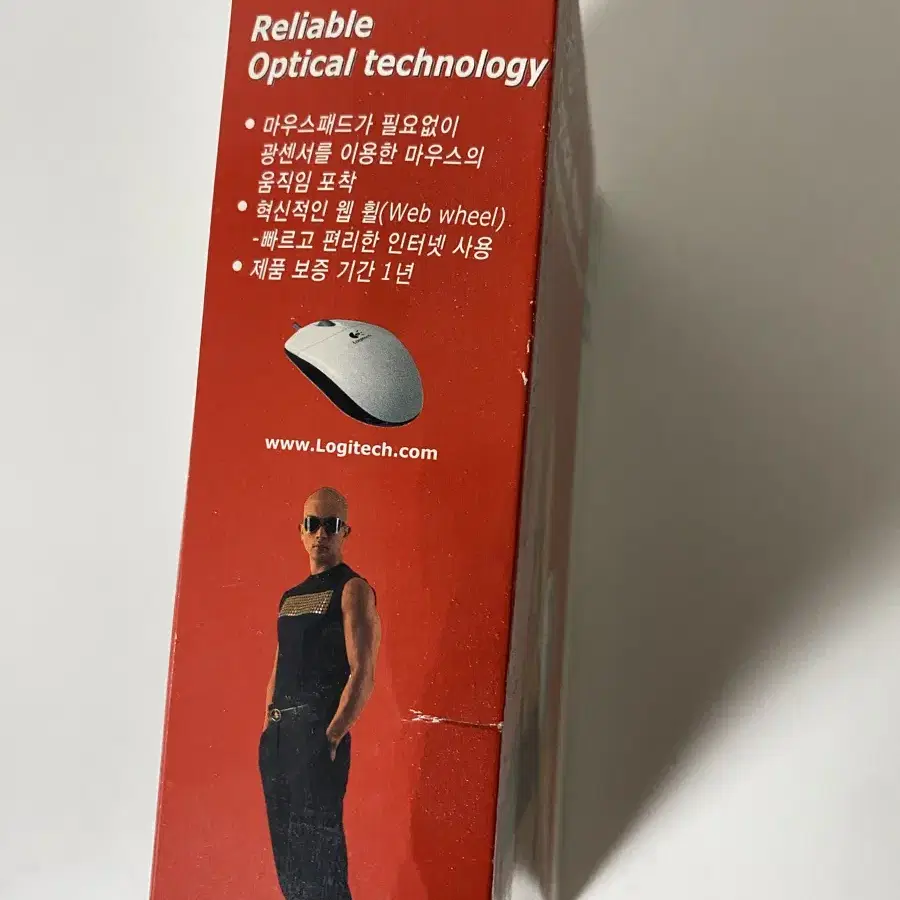 Reliable
Optical technology
• 마우스패드가 필요없이
광센서를 이용한 마우스의
움직임 포착
• 혁신적인 웹 휠(Web wheel)
-빠르고 편리한 인터넷 사용
• 제품 보증 기간 1년
Logitech
www.Logitech.com